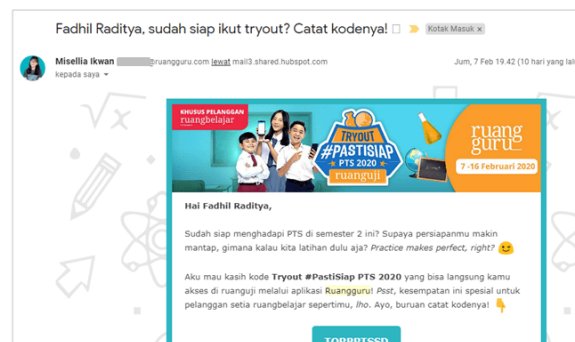 Fadhil Raditya, sudah siap ikut tryout? Catat kodenya! Kotak Masuk x
Misellia Ikwan @ruangguru.com lewat mail3.shared.hubspot.com Jum, 7 Feb 19.42 (10 hari yang lal
kepada saya
KHUSUS PELANGGAN
ruangbelajar
TRYOUT
#PASTISIAP
PTS 2020
ruanguji
ruang
guru
7 -16 Februari 2020
Hai Fadhil Raditya,
Sudah siap menghadapi PTS di semester 2 ini? Supaya persiapanmu makin
mantap, gimana kalau kita latihan dulu aja? Practice makes perfect, right? 😉
Aku mau kasih kode Tryout #PastiSiap PTS 2020 yang bisa langsung kamu
akses di ruanguji melalui aplikasi Ruangguru! Psst, kesempatan ini spesial untuk
pelanggan setia ruangbelajar sepertimu, lho. Ayo, buruan catat kodenya! 👇